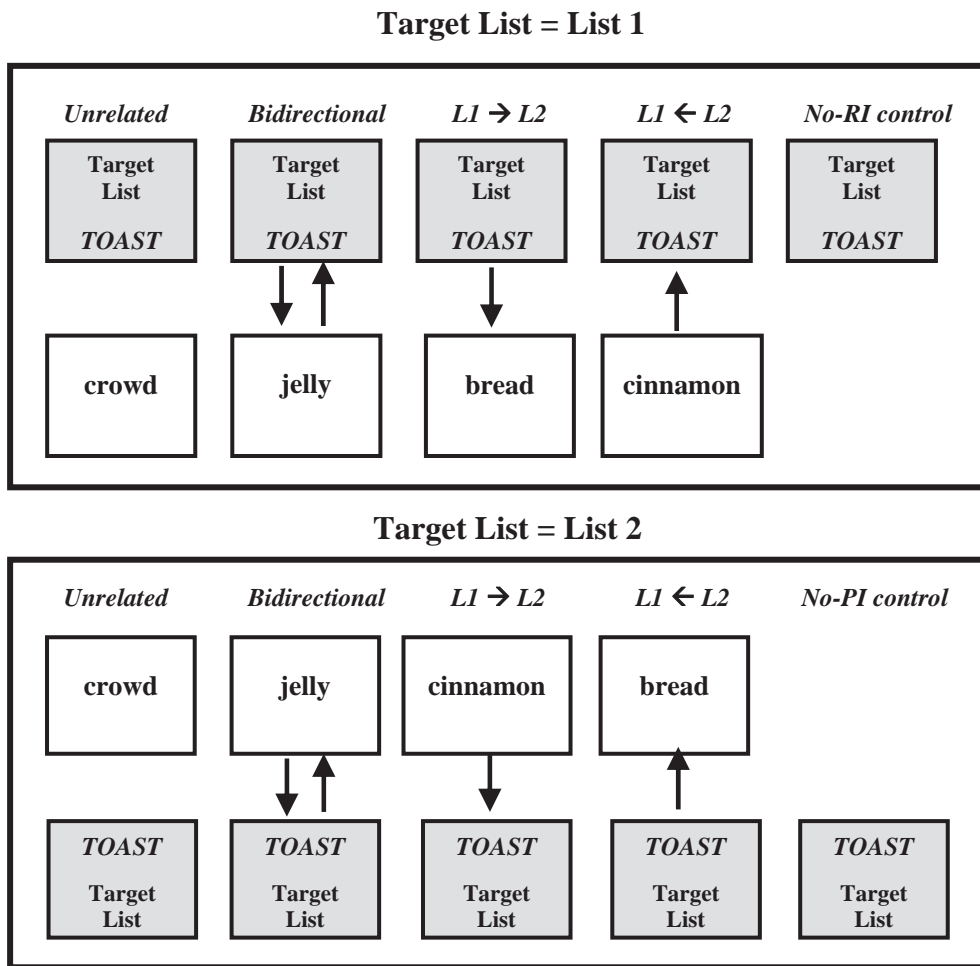 Target List = List 1
Unrelated Bidirectional L1 → L2 L1 ← L2 No-RI control
Target Target Target Target Target
List List List List List
TOAST TOAST TOAST TOAST TOAST
crowd jelly bread cinnamon
Target List = List 2
Unrelated Bidirectional L1 → L2 L1 ← L2 No-PI control
crowd jelly cinnamon bread
TOAST TOAST TOAST TOAST TOAST
Target Target Target Target Target
List List List List List